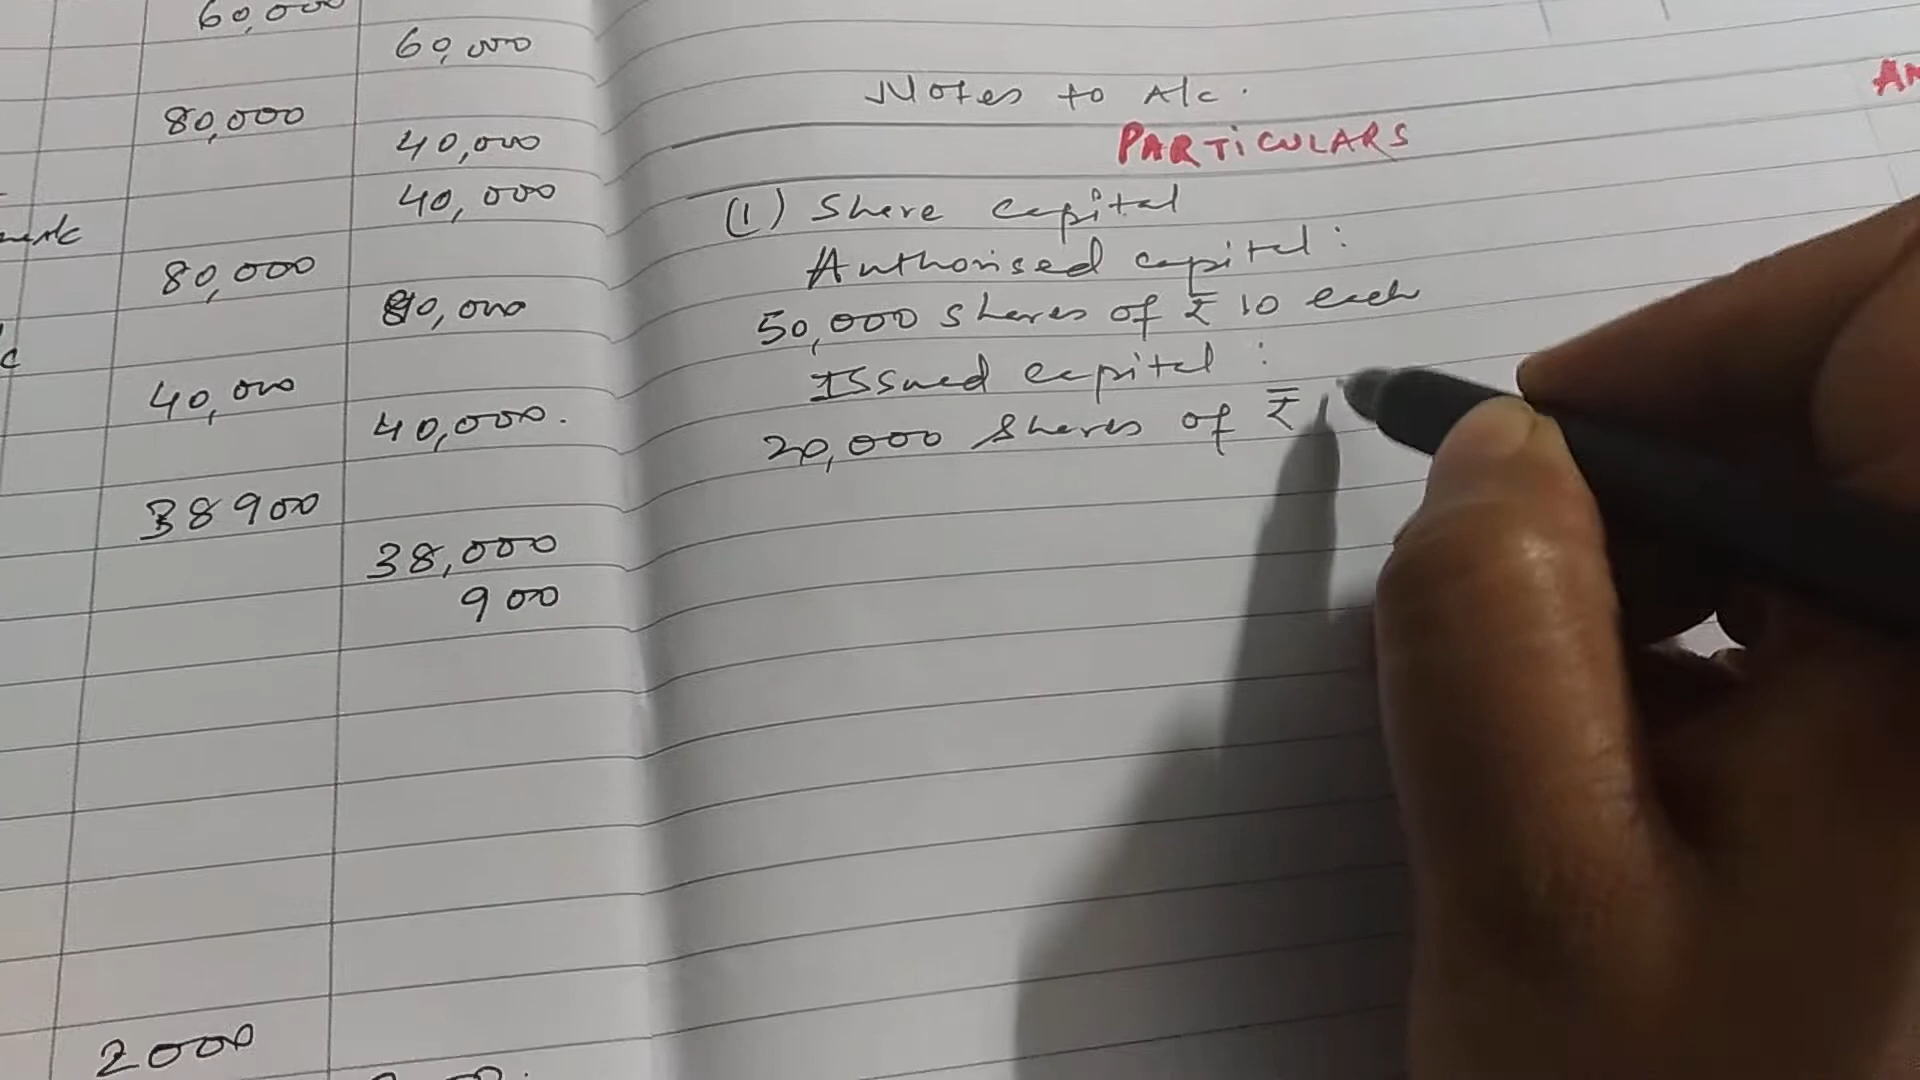 60,000
60,000
80,000
40,000
40,000
80,000
80,000
40,000
40,000.
38900
38,000
900
2000
Notes to A/c.
PARTiCULARS
(1) Share capital
Authorised capital:
50,000 shares of ₹ 10 each
Issued capital:
20,000 shares of ₹ 1